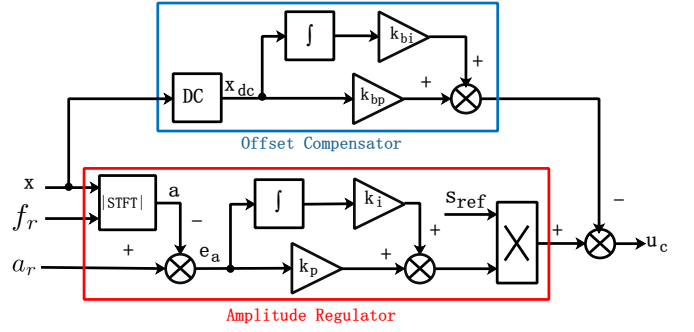 ∫
k_bi
+
DC
x_dc
k_bp
+
Offset Compensator
x
|STFT|
a
∫
k_i
s_ref
−
f_r
−
+
+
+
a_r
+
e_a
k_p
+
u_c
Amplitude Regulator